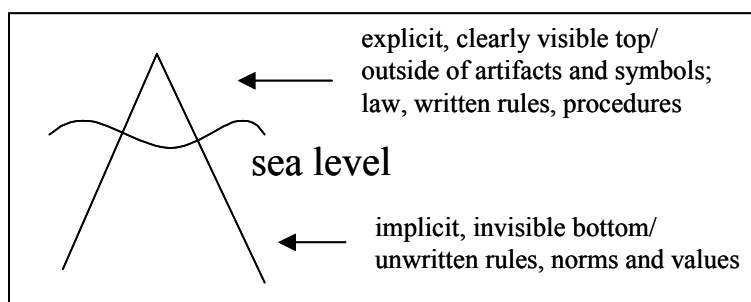 explicit, clearly visible top/
outside of artifacts and symbols;
law, written rules, procedures
sea level
implicit, invisible bottom/
unwritten rules, norms and values